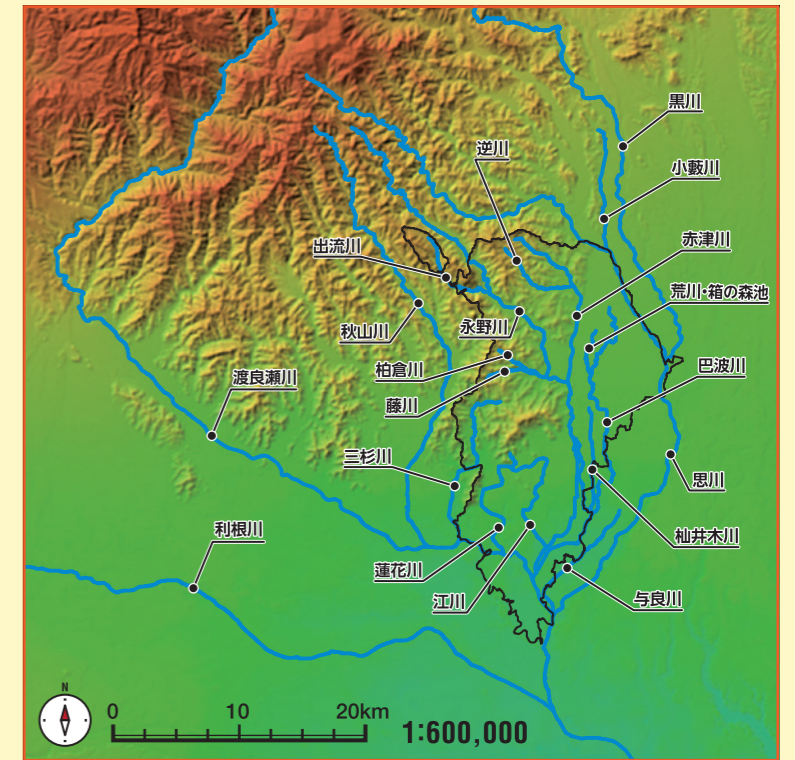 黒川
逆川
小藪川
出流川
赤津川
荒川・箱の森池
秋山川
永野川
柏倉川
渡良瀬川
巴波川
藤川
三杉川
思川
利根川
杣井木川
蓮花川
江川
与良川
N
0 10 20km
1:600,000